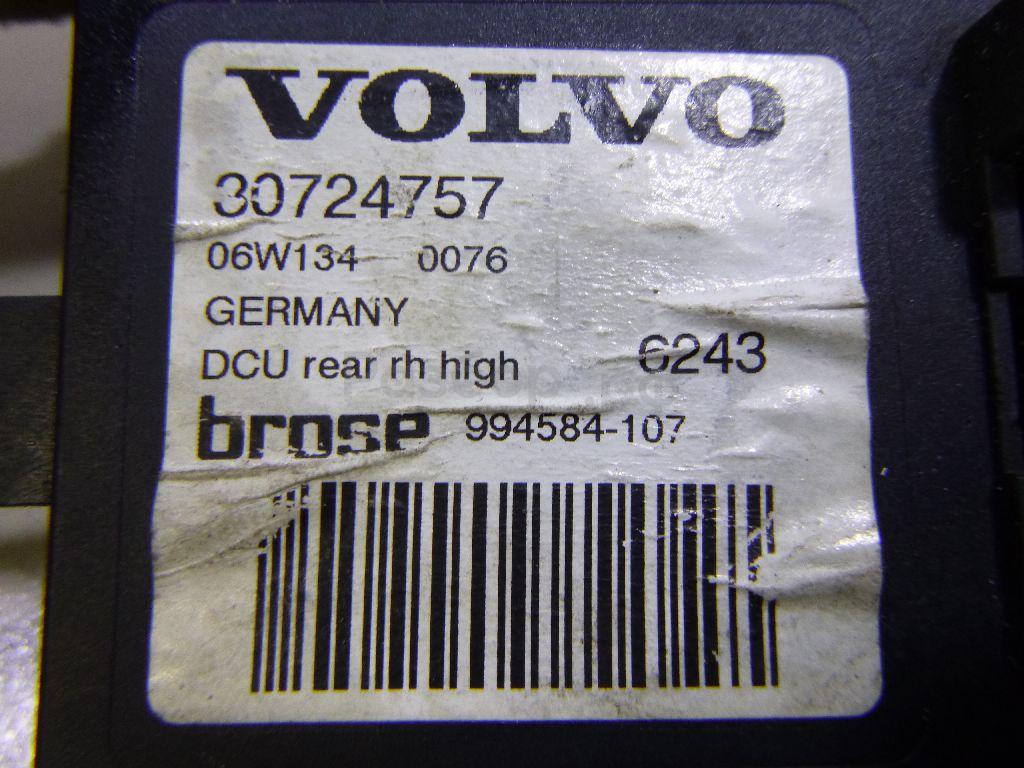 VOLVO
30724757
06W134 0076
GERMANY
DCU rear rh high 6243
brose 994584-107